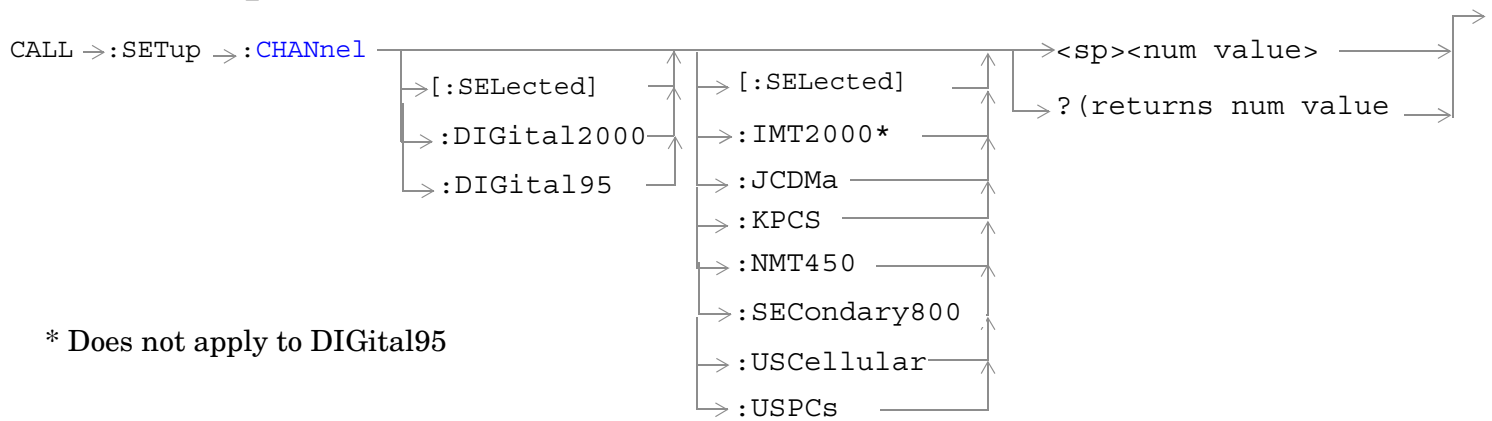 CALL :SETup :CHANnel <sp><num value>
[:SELected] [:SELected]
?(returns num value
:DIGital2000 :IMT2000*
:DIGital95 :JCDMa
:KPCS
:NMT450
:SECondary800
* Does not apply to DIGital95
:USCellular
:USPCs